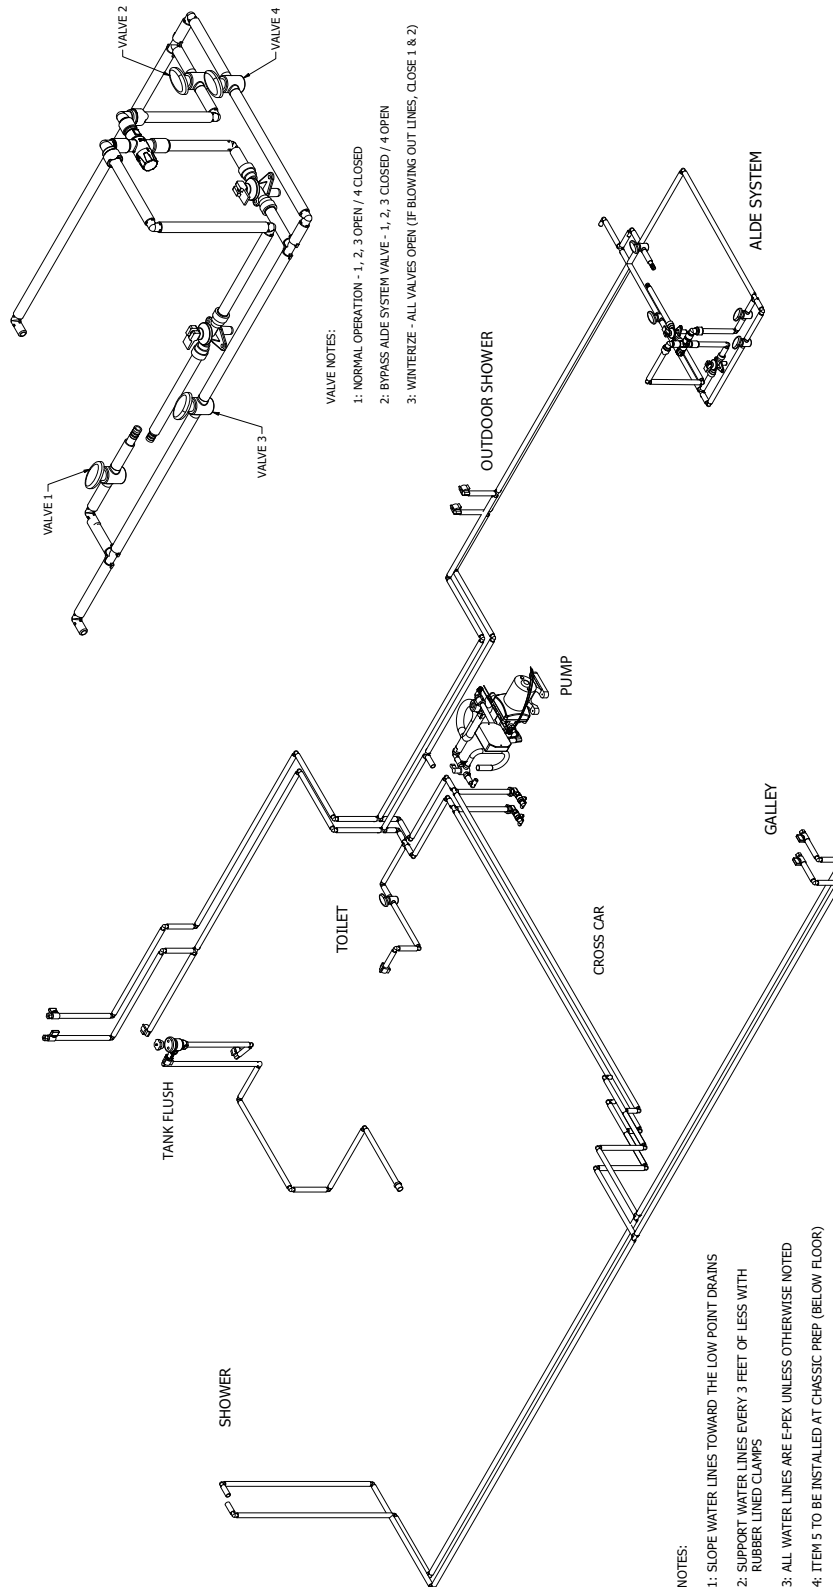 VALVE 2
VALVE 4
VALVE 1
VALVE 3
VALVE NOTES:
1: NORMAL OPERATION - 1, 2, 3 OPEN / 4 CLOSED
2: BYPASS ALDE SYSTEM VALVE - 1, 2, 3 CLOSED / 4 OPEN
3: WINTERIZE - ALL VALVES OPEN (IF BLOWING OUT LINES, CLOSE 1 & 2)
ALDE SYSTEM
OUTDOOR SHOWER
PUMP
GALLEY
TOILET
CROSS CAR
TANK FLUSH
SHOWER
NOTES:
1: SLOPE WATER LINES TOWARD THE LOW POINT DRAINS
2: SUPPORT WATER LINES EVERY 3 FEET OF LESS WITH
RUBBER LINED CLAMPS
3: ALL WATER LINES ARE E-PEX UNLESS OTHERWISE NOTED
4: ITEM 5 TO BE INSTALLED AT CHASSIC PREP (BELOW FLOOR)